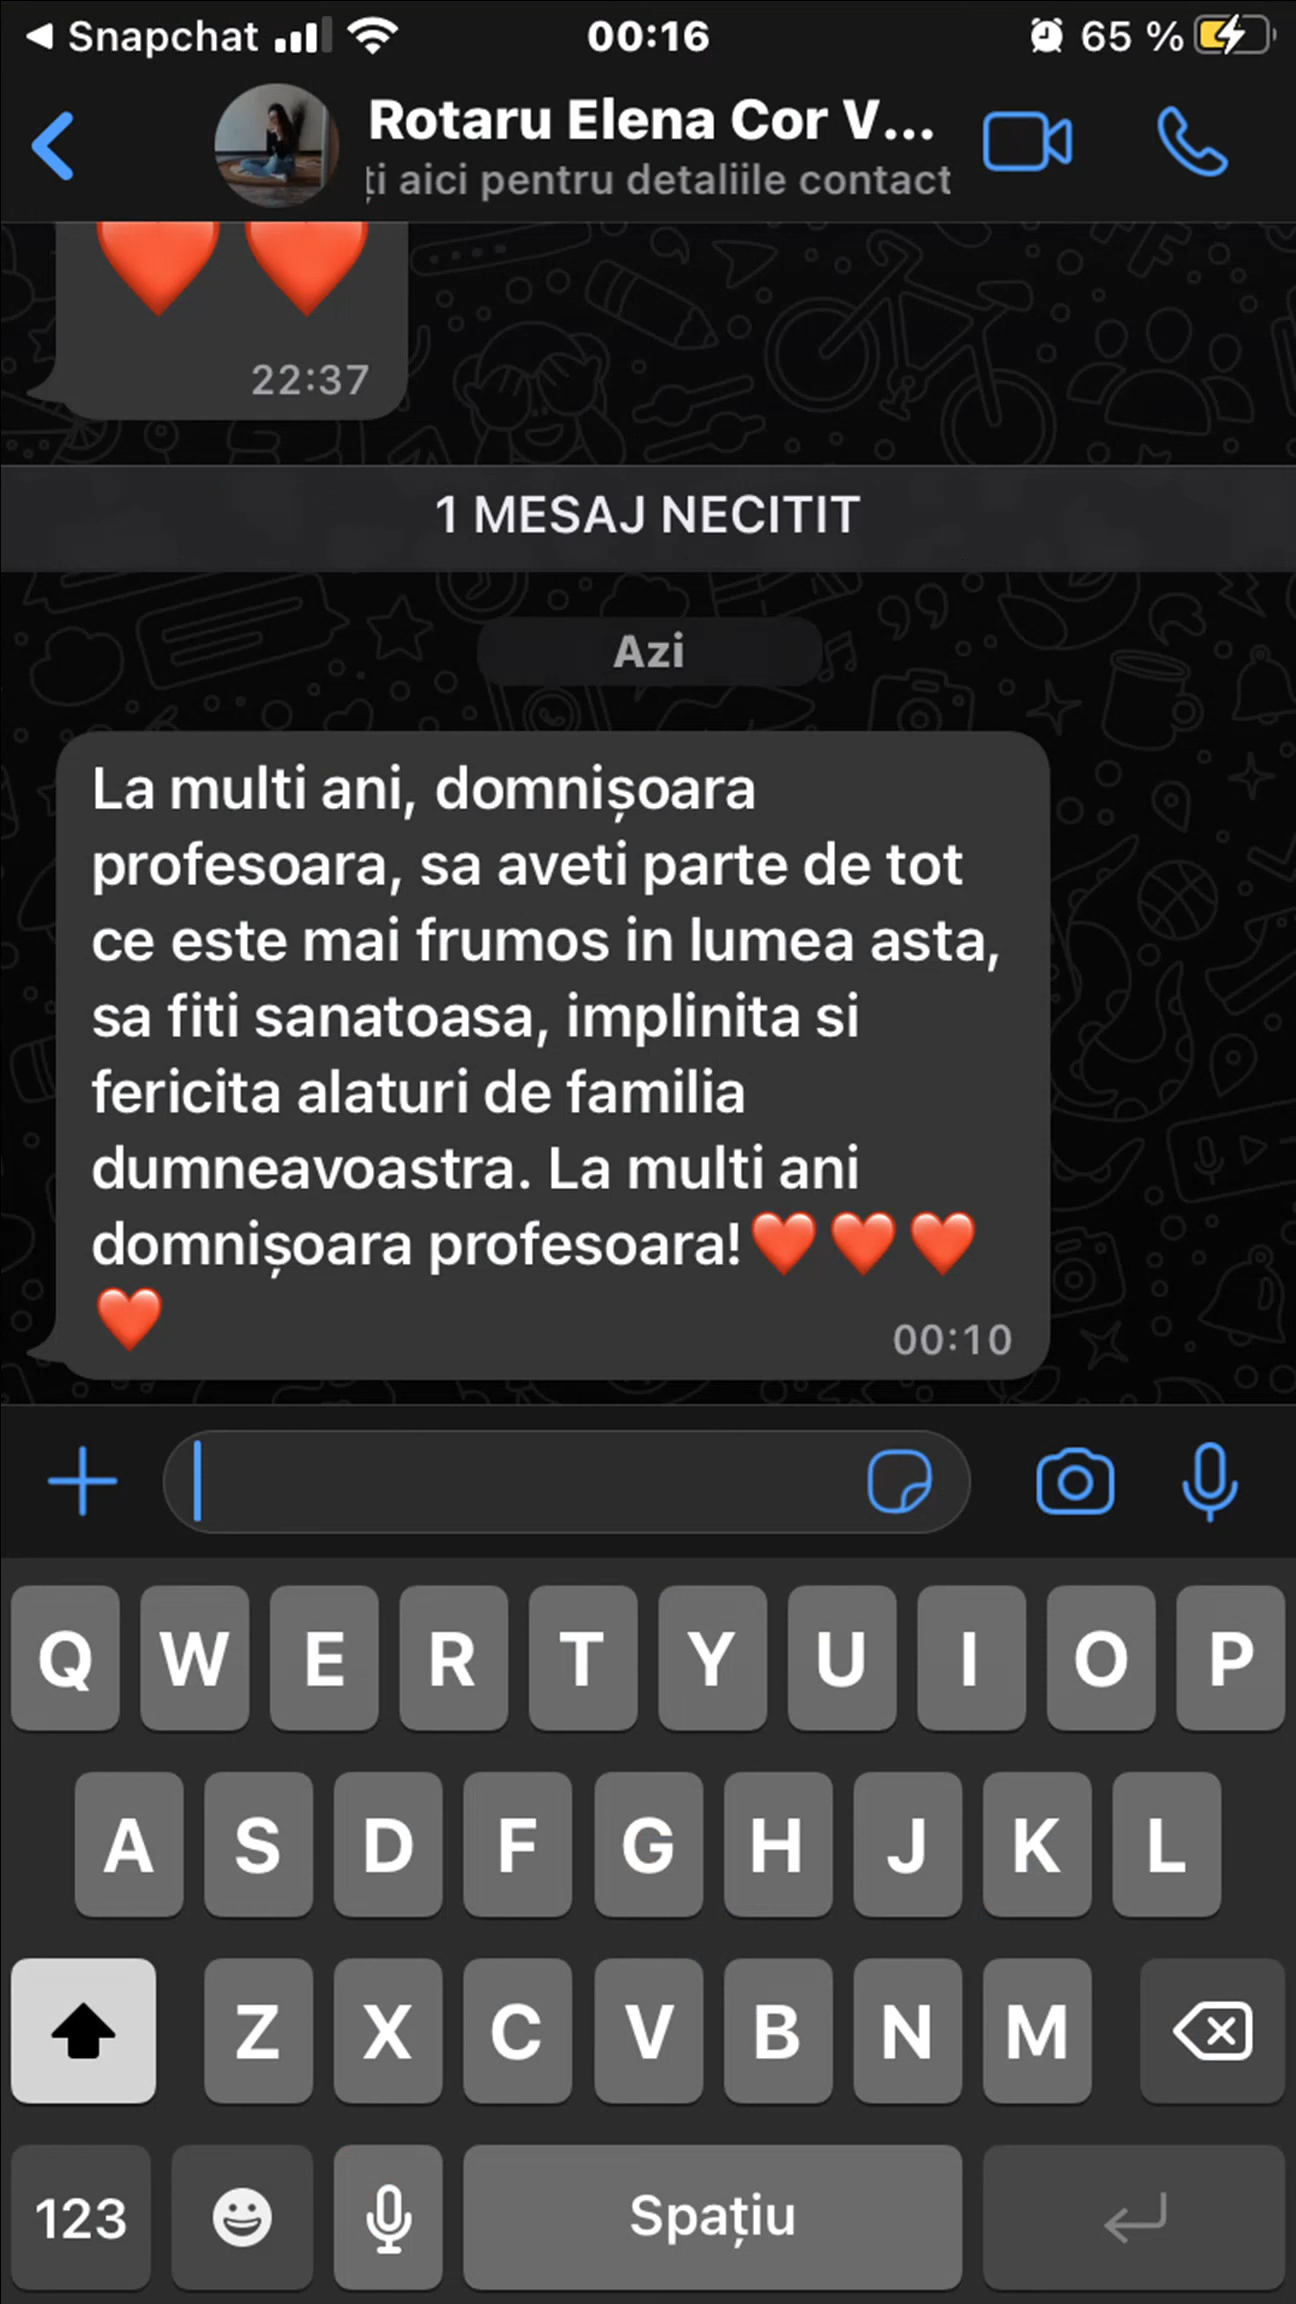 Snapchat 00:16 65 %
Rotaru Elena Cor V...
ți aici pentru detaliile contact
22:37
1 MESAJ NECITIT
Azi
La multi ani, domnișoara
profesoara, sa aveti parte de tot
ce este mai frumos in lumea asta,
sa fiti sanatoasa, implinita si
fericita alaturi de familia
dumneavoastra. La multi ani
domnișoara profesoara!❤️❤️❤️
❤️ 00:10
Q W E R T Y U I O P
A S D F G H J K L
Z X C V B N M
123 Spațiu